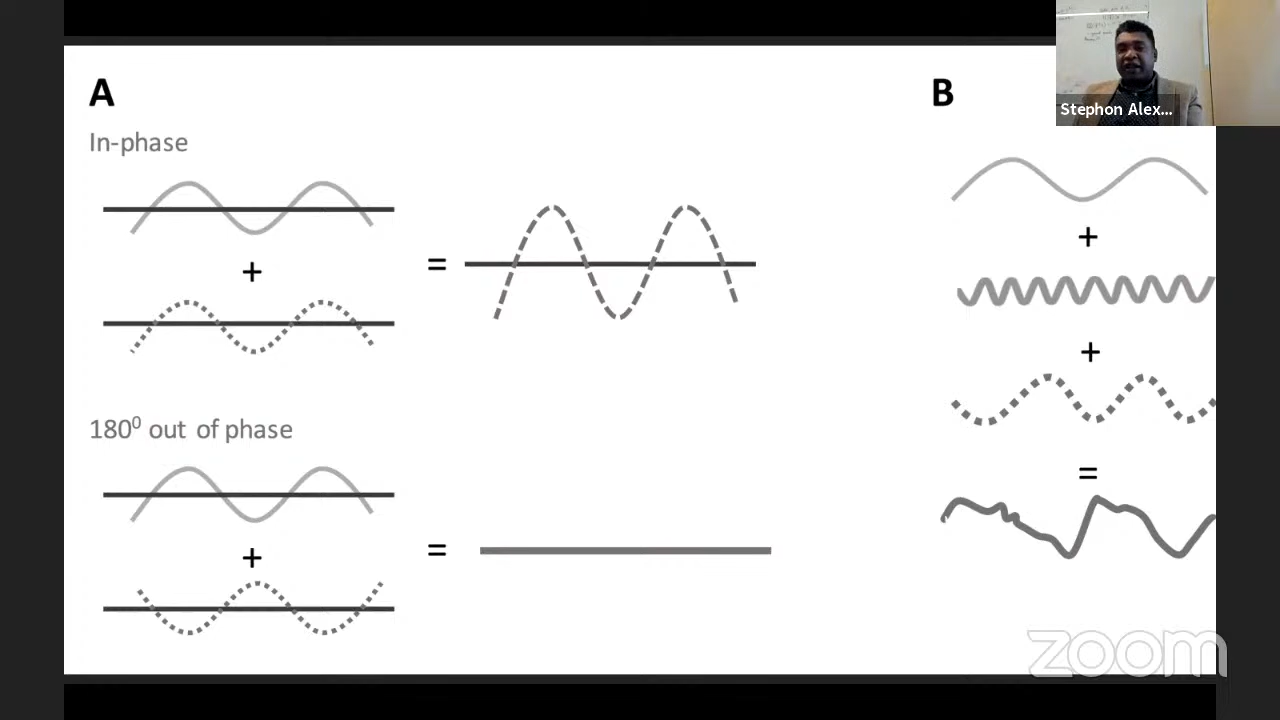 A
In-phase
+
=
+
=
180⁰ out of phase
B
+
+
=
Stephon Alex...
zoom